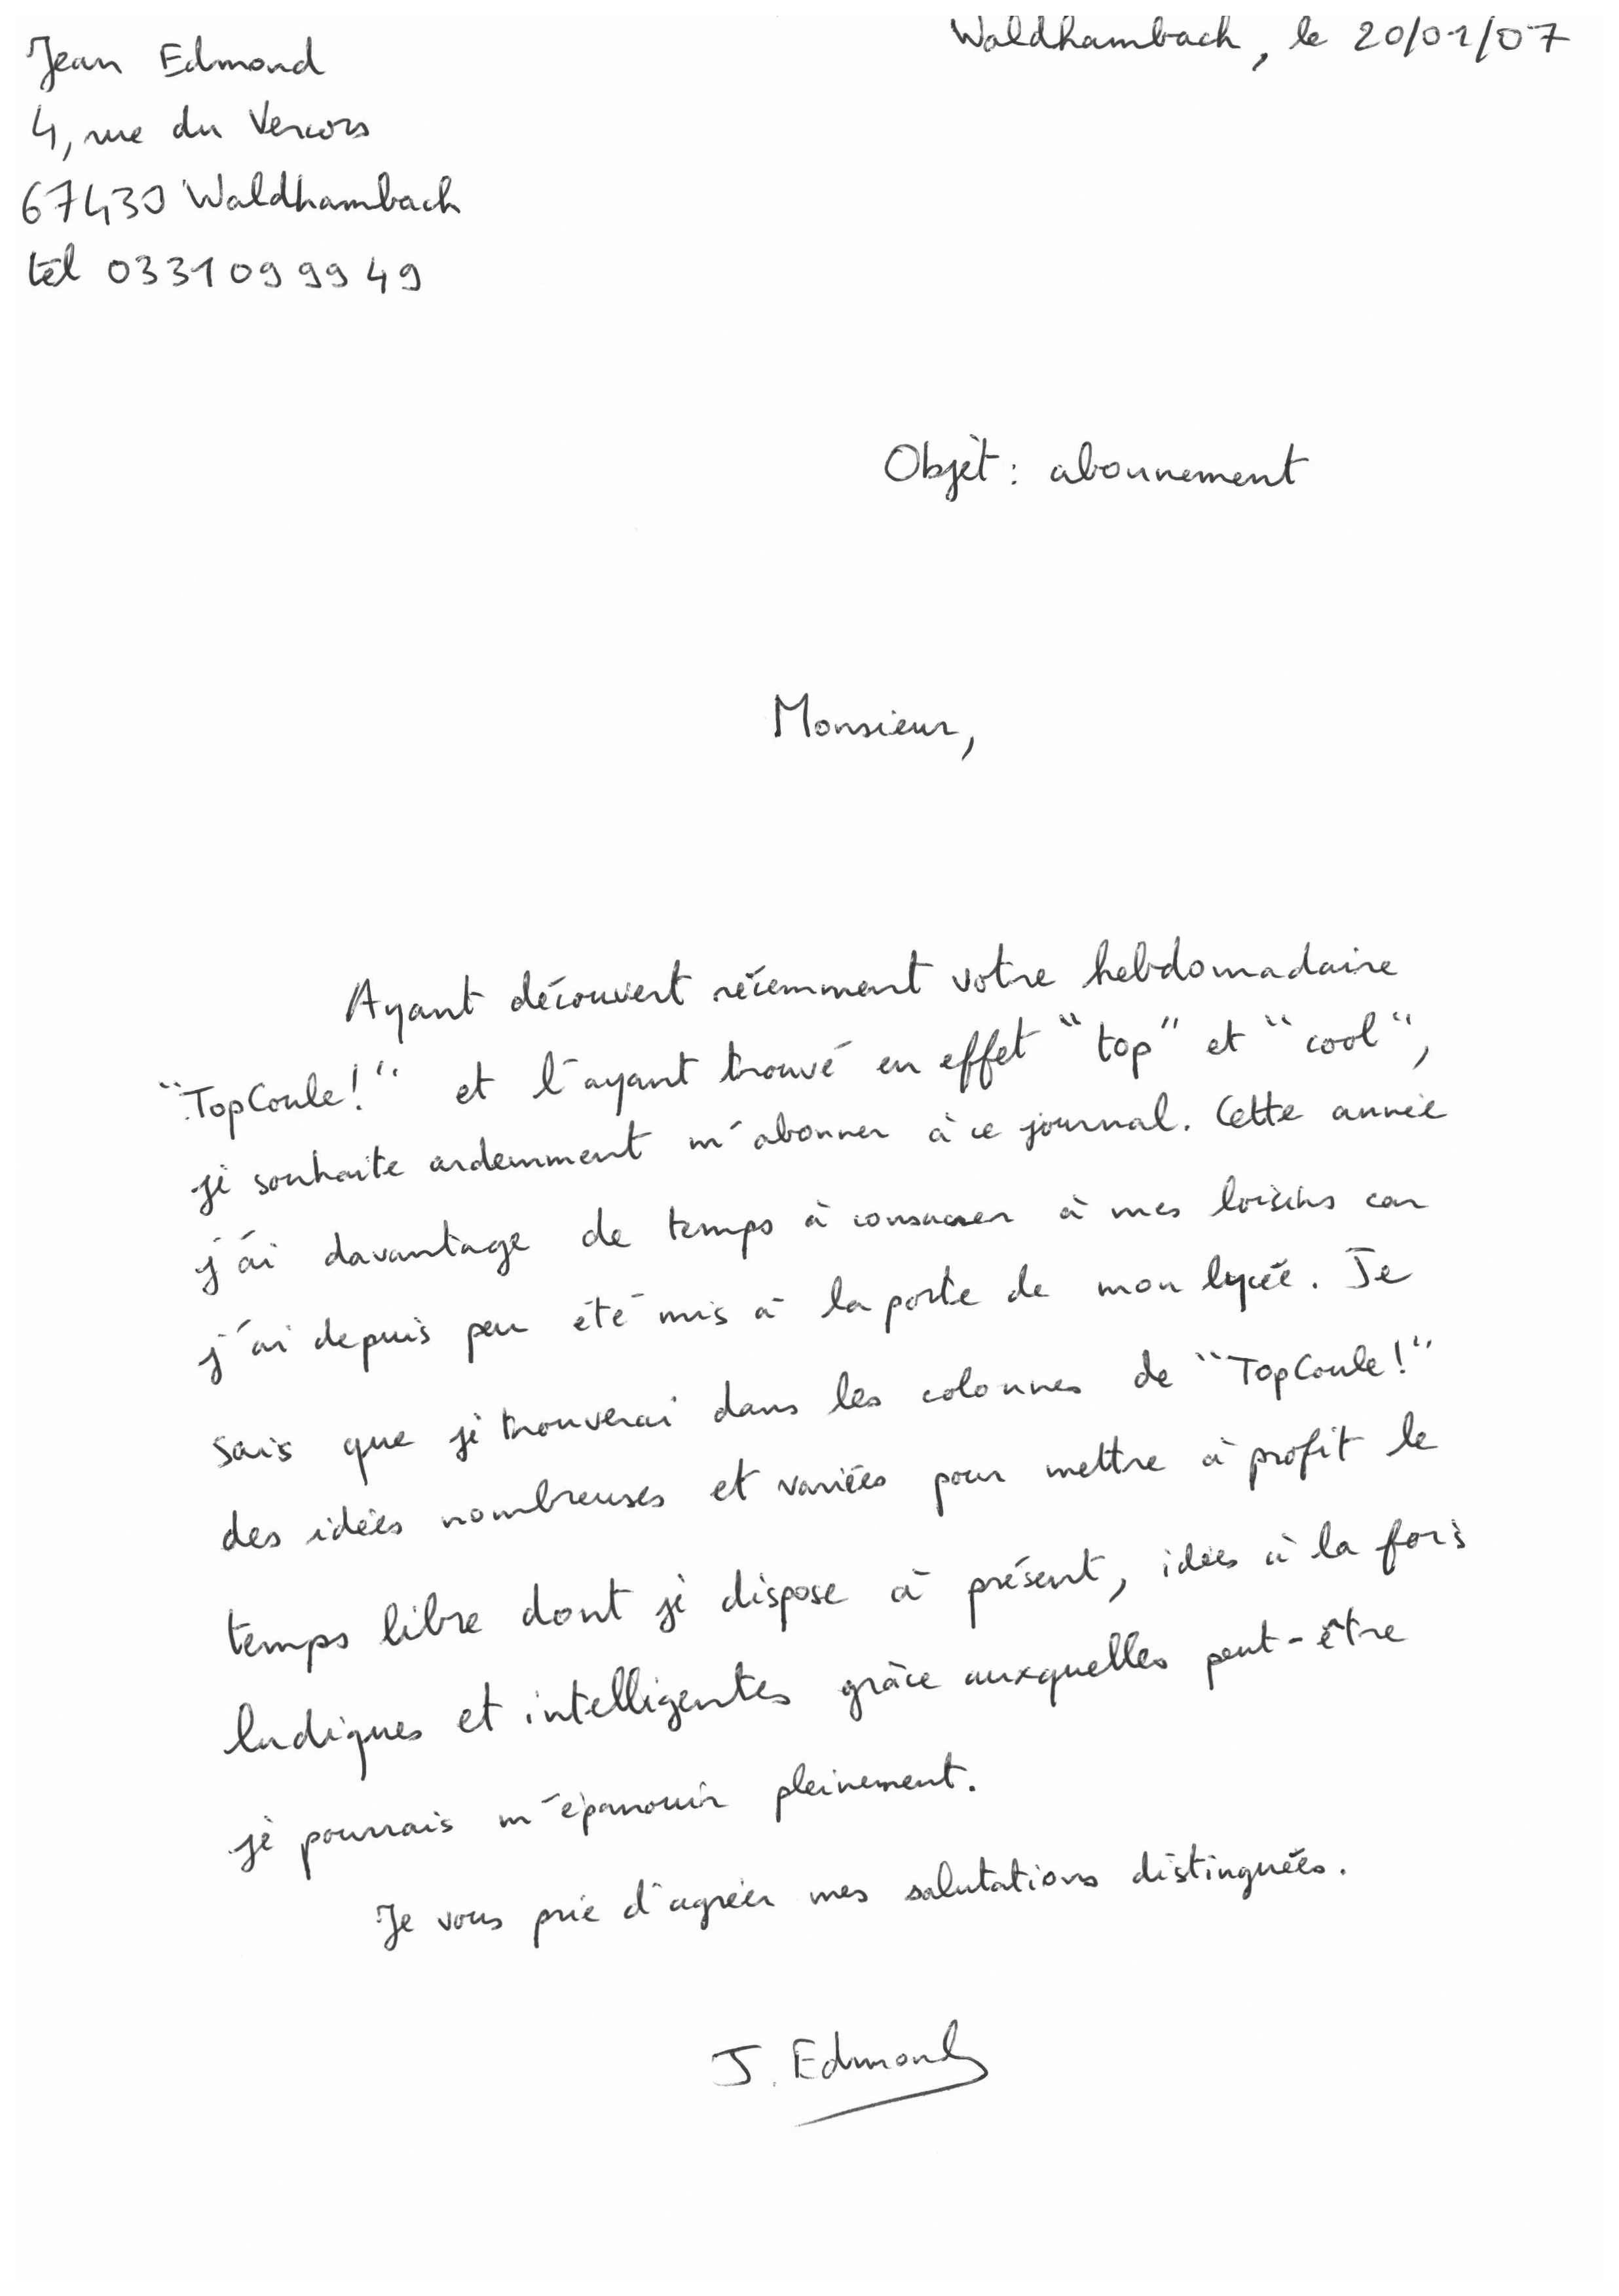 Jean Edmond
4, rue du Vercors
67430 Waldhambach
tél 0331099949
Waldhambach, le 20/01/07
Objet : abonnement
Monsieur,
Ayant découvert récemment votre hebdomadaire
"TopCoule!" et l'ayant trouvé en effet "top" et "cool",
je souhaite ardemment m'abonner à ce journal. Cette année
j'ai davantage de temps à consacrer à mes loisirs car
j'ai depuis peu été mis à la porte de mon lycée. Je
sais que je trouverai dans les colonnes de "TopCoule!"
des idées nombreuses et variées pour mettre à profit le
temps libre dont je dispose à présent, idées à la fois
ludiques et intelligentes grâce auxquelles peut-être
je pourrais m'épanouir pleinement.
Je vous prie d'agréer mes salutations distinguées.
J. Edmond